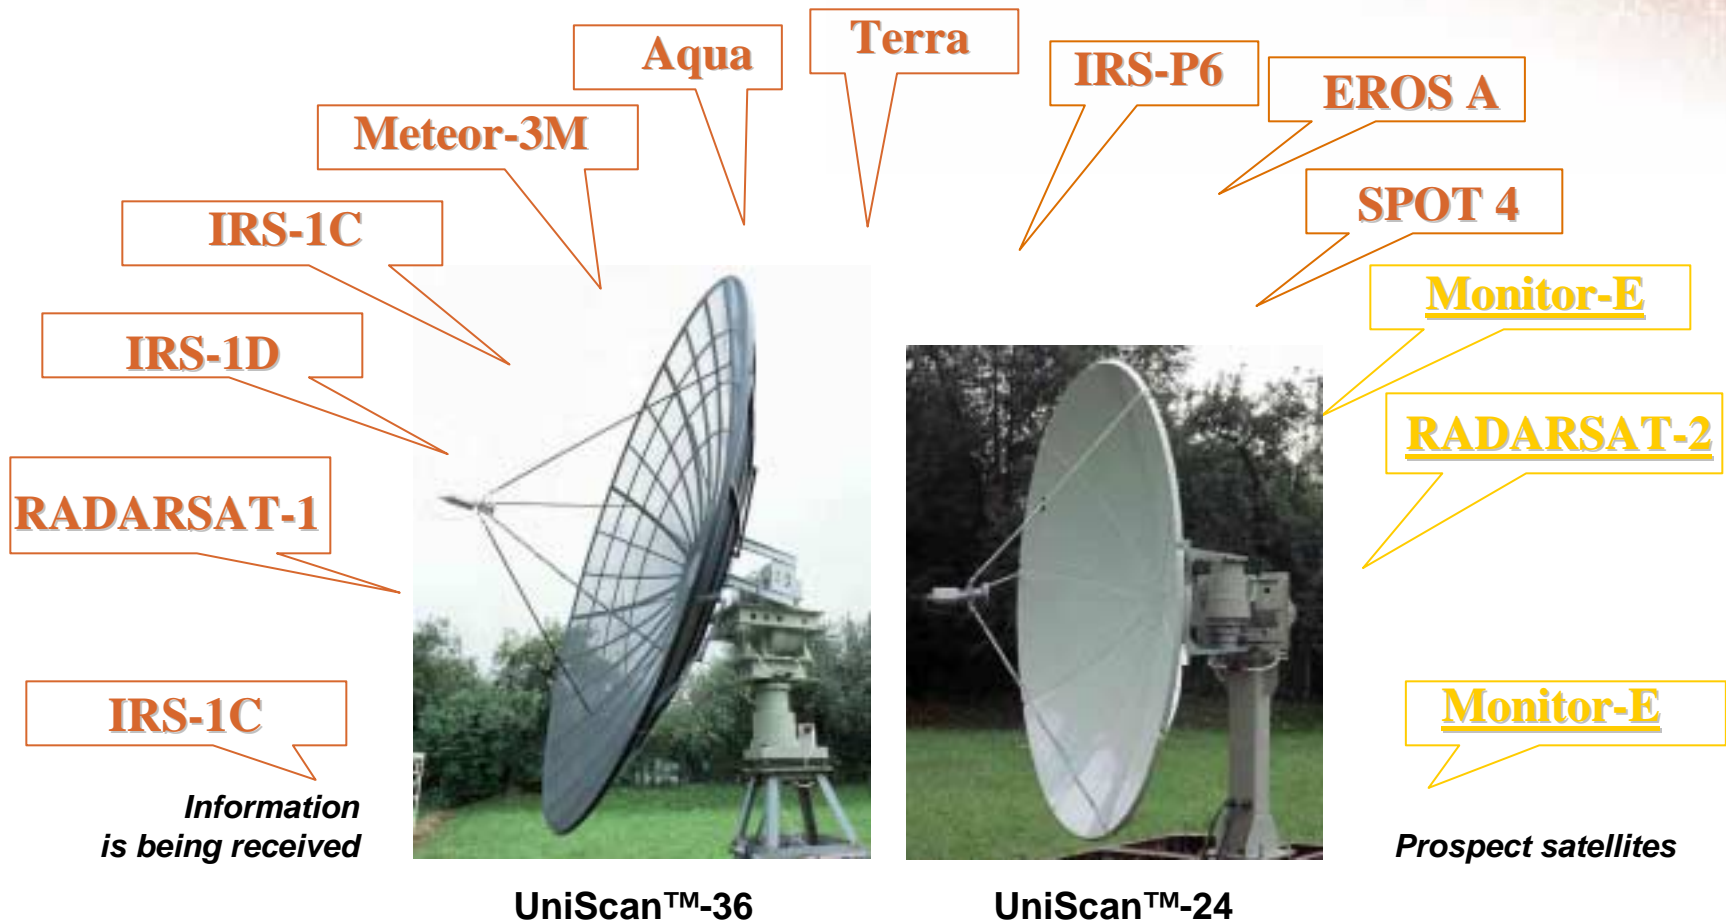 Aqua
Terra
IRS-P6
EROS A
Meteor-3M
SPOT 4
IRS-1C
Monitor-E
IRS-1D
RADARSAT-2
RADARSAT-1
IRS-1C
Monitor-E
Information
is being received
Prospect satellites
UniScan™-36
UniScan™-24